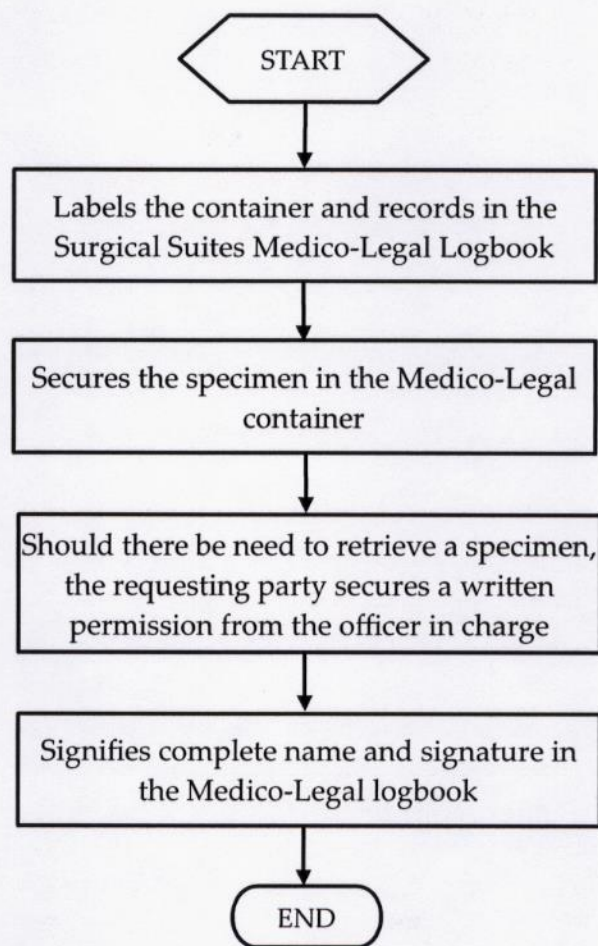 START
Labels the container and records in the
Surgical Suites Medico-Legal Logbook
Secures the specimen in the Medico-Legal
container
Should there be need to retrieve a specimen,
the requesting party secures a written
permission from the officer in charge
Signifies complete name and signature in
the Medico-Legal logbook
END